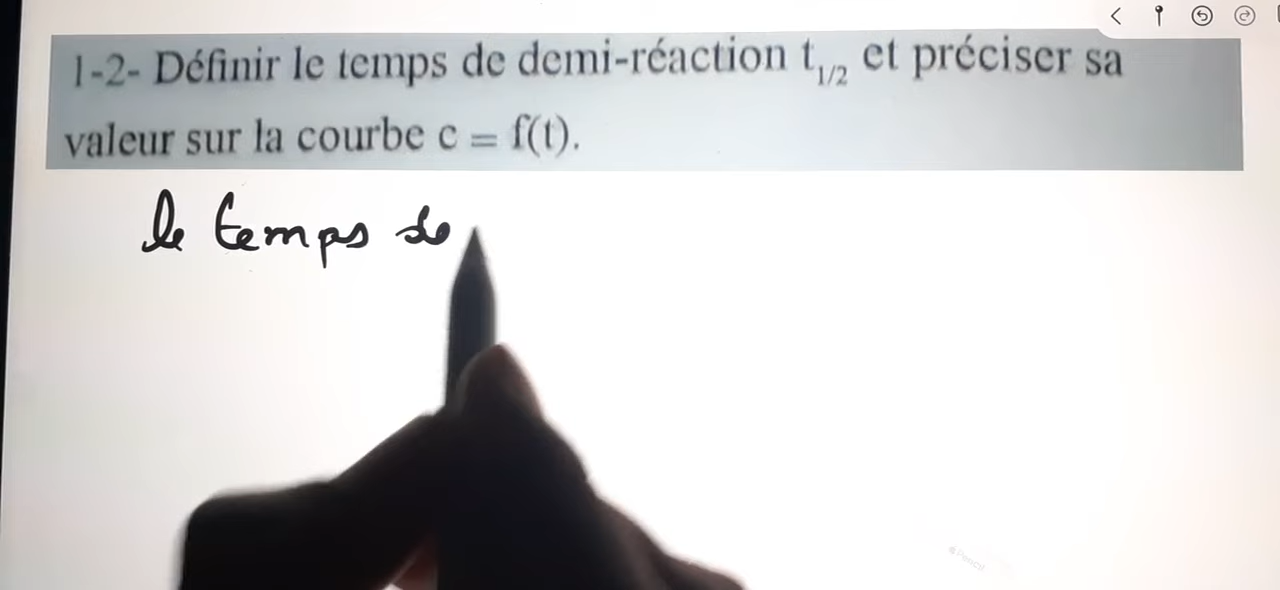 1-2- Définir le temps de demi-réaction t1/2 et préciser sa
valeur sur la courbe c = f(t).
le temps de
Pencil